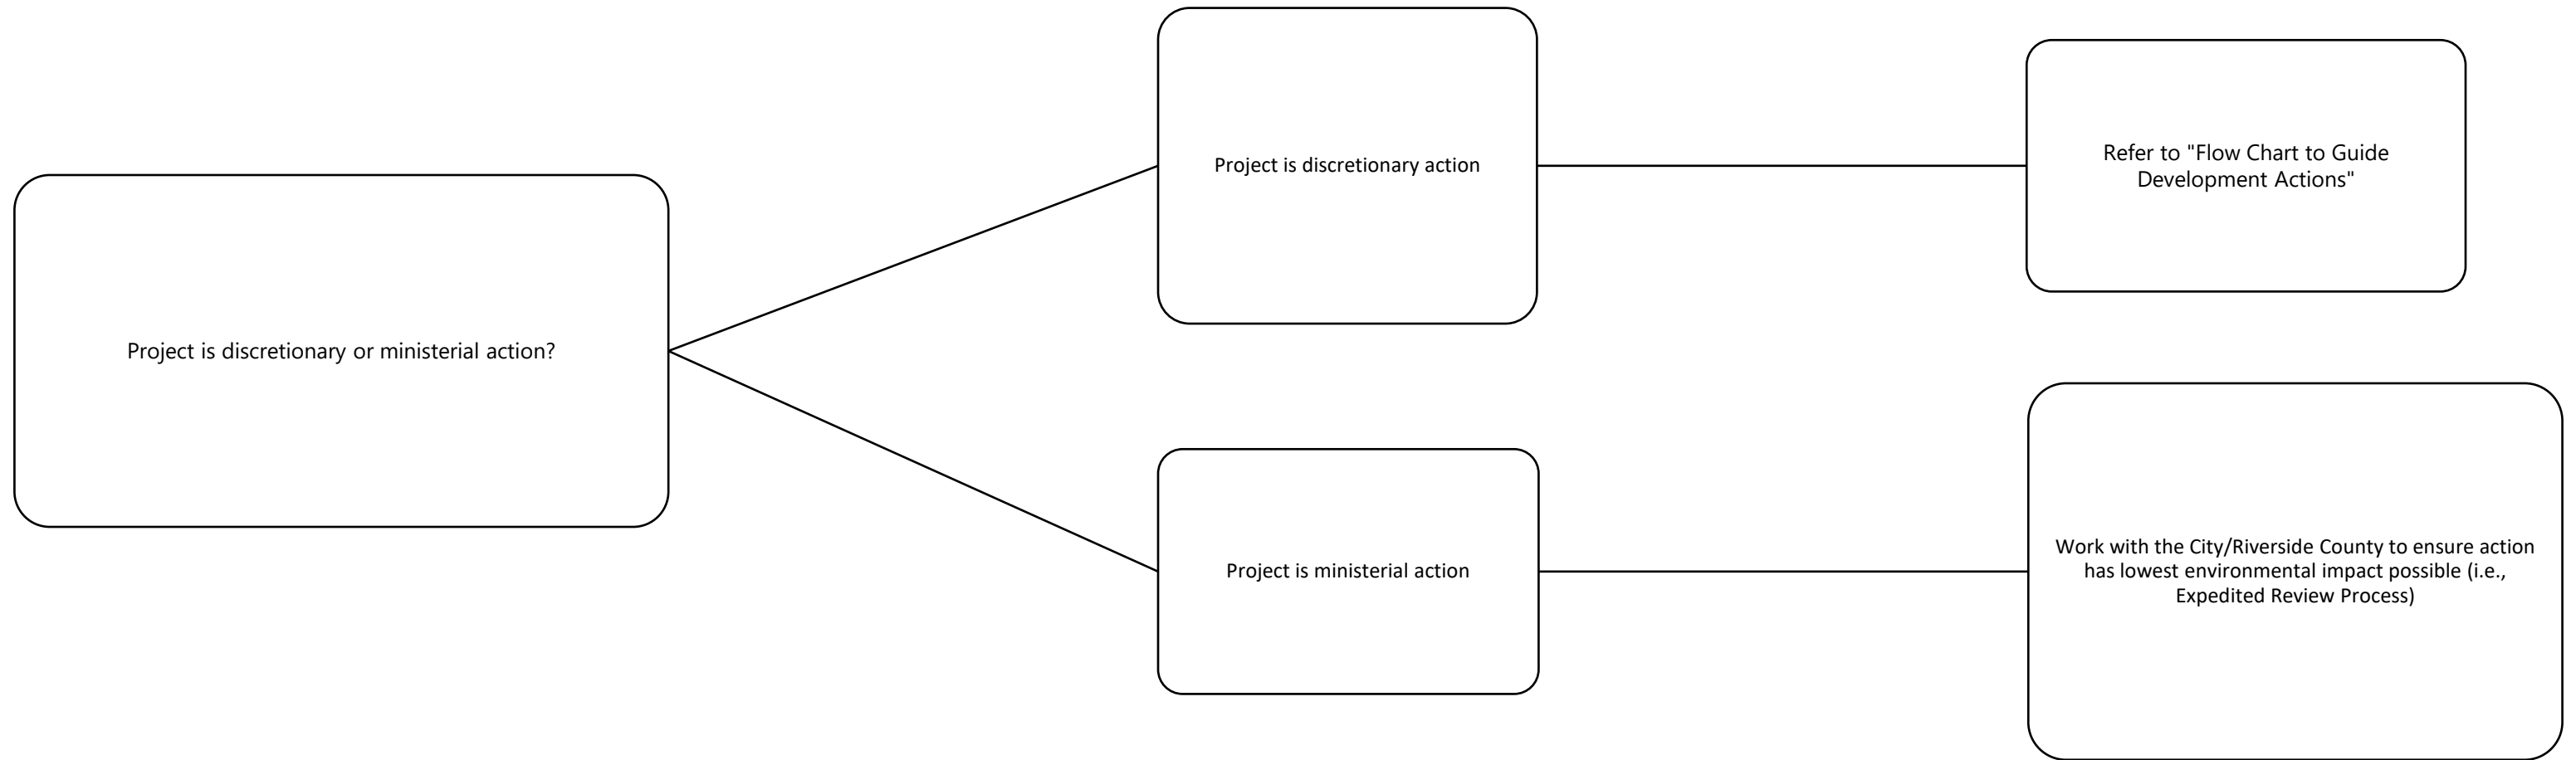 Project is discretionary or ministerial action?
Project is discretionary action
Refer to "Flow Chart to Guide
Development Actions"
Project is ministerial action
Work with the City/Riverside County to ensure action
has lowest environmental impact possible (i.e.,
Expedited Review Process)